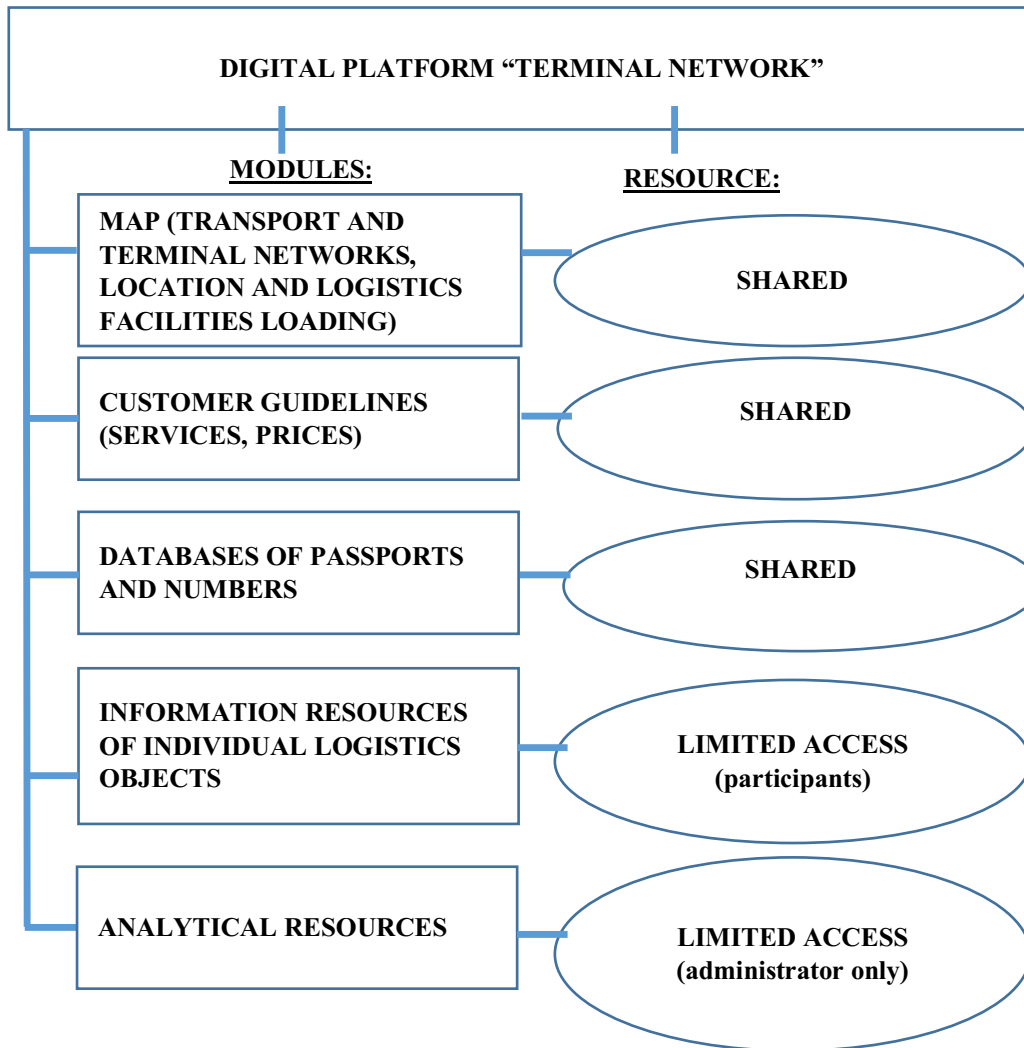 DIGITAL PLATFORM “TERMINAL NETWORK”
MODULES:
RESOURCE:
MAP (TRANSPORT AND
TERMINAL NETWORKS,
LOCATION AND LOGISTICS
FACILITIES LOADING)
SHARED
CUSTOMER GUIDELINES
(SERVICES, PRICES)
SHARED
DATABASES OF PASSPORTS
AND NUMBERS
SHARED
INFORMATION RESOURCES
OF INDIVIDUAL LOGISTICS
OBJECTS
LIMITED ACCESS
(participants)
ANALYTICAL RESOURCES
LIMITED ACCESS
(administrator only)